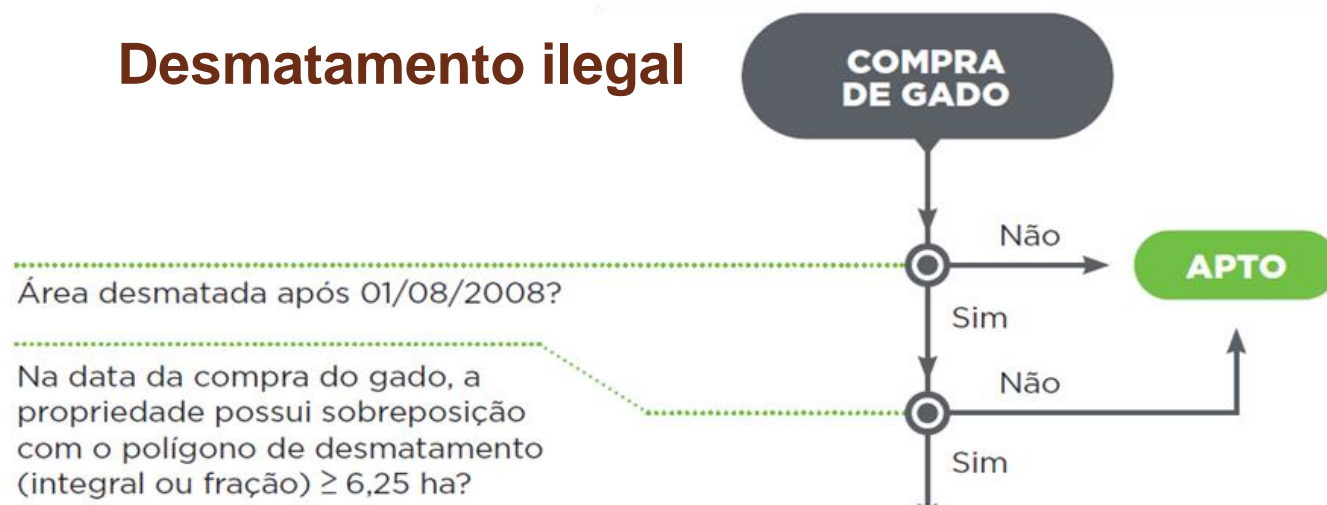 Desmatamento ilegal
COMPRA
DE GADO
Não
APTO
Área desmatada após 01/08/2008?
Sim
Na data da compra do gado, a
propriedade possui sobreposição
com o polígono de desmatamento
(integral ou fração) ≥ 6,25 ha?
Não
Sim